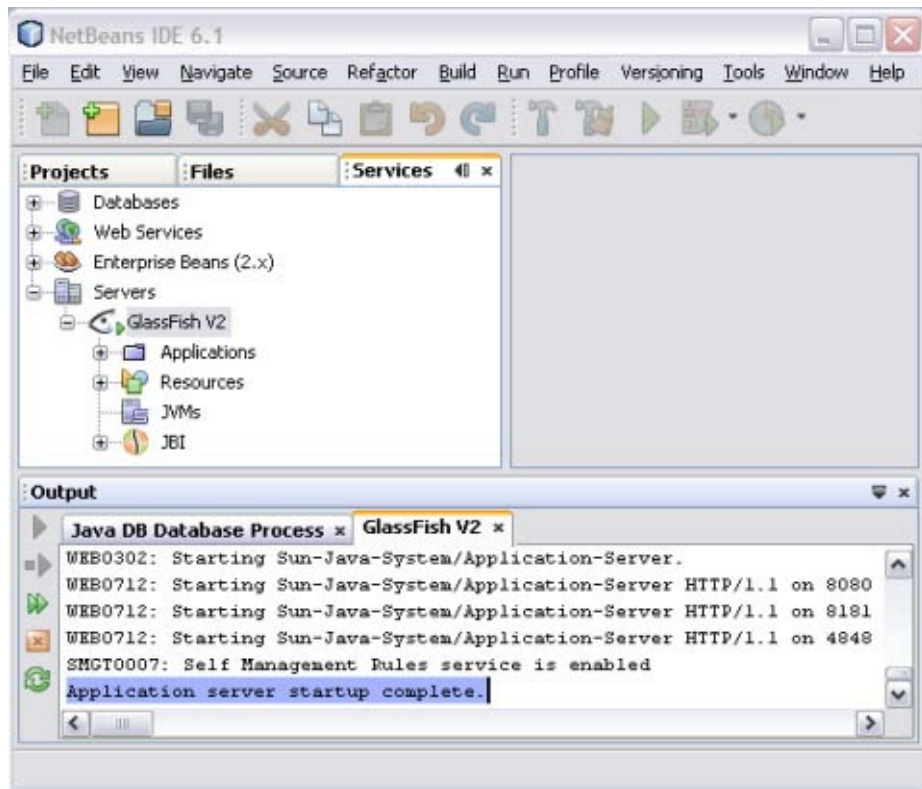 NetBeans IDE 6.1
File Edit View Navigate Source Refactor Build Run Profile Versioning Tools Window Help
Projects Files Services
Databases
Web Services
Enterprise Beans (2.x)
Servers
GlassFish V2
Applications
Resources
JVMs
JBI
Output
Java DB Database Process GlassFish V2
WEB0302: Starting Sun-Java-System/Application-Server.
WEB0712: Starting Sun-Java-System/Application-Server HTTP/1.1 on 8080
WEB0712: Starting Sun-Java-System/Application-Server HTTP/1.1 on 8181
WEB0712: Starting Sun-Java-System/Application-Server HTTP/1.1 on 4848
SMGT0007: Self Management Rules service is enabled
Application server startup complete.